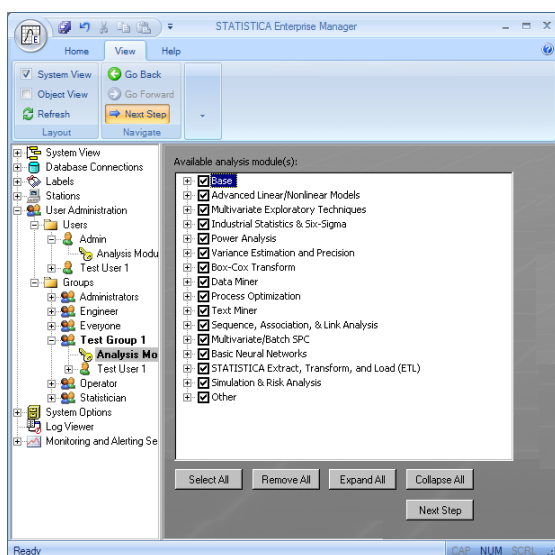 STATISTICA Enterprise Manager
Home View Help
System View
Object View
Refresh
Layout
Go Back
Go Forward
Next Step
Navigate
System View
Database Connections
Labels
Stations
User Administration
Users
Admin
Analysis Modu
Test User 1
Groups
Administrators
Engineer
Everyone
Test Group 1
Analysis Mo
Test User 1
Operator
Statistician
System Options
Log Viewer
Monitoring and Alerting Se
Available analysis module(s):
Base
Advanced Linear/Nonlinear Models
Multivariate Exploratory Techniques
Industrial Statistics & Six-Sigma
Power Analysis
Variance Estimation and Precision
Box-Cox Transform
Data Miner
Process Optimization
Text Miner
Sequence, Association, & Link Analysis
Multivariate/Batch SPC
Basic Neural Networks
STATISTICA Extract, Transform, and Load (ETL)
Simulation & Risk Analysis
Other
Select All Remove All Expand All Collapse All
Next Step
Ready CAP NUM SCRL